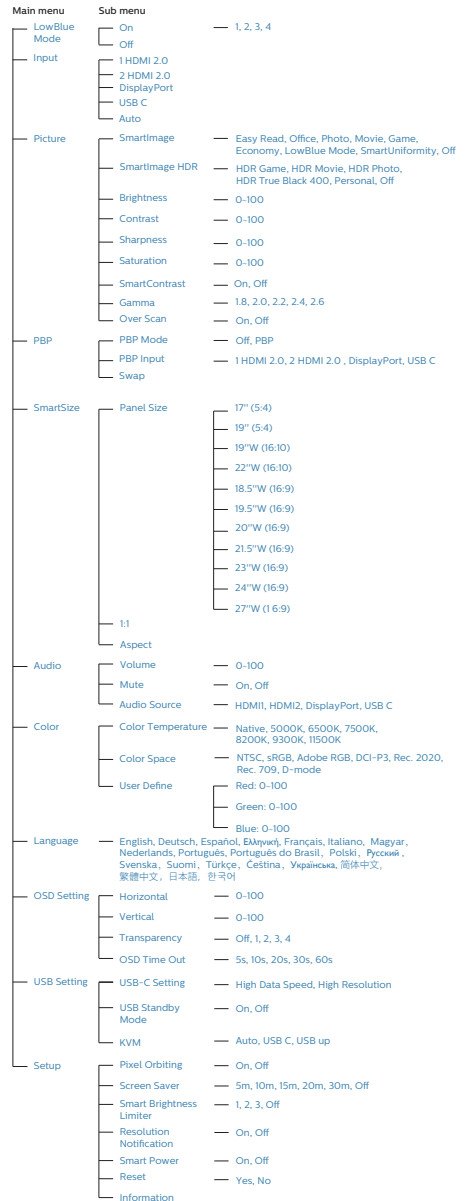 Main menu Sub menu
LowBlue Mode On 1, 2, 3, 4
Off
Input 1 HDMI 2.0
2 HDMI 2.0
DisplayPort
USB C
Auto
Picture SmartImage Easy Read, Office, Photo, Movie, Game,
Economy, LowBlue Mode, SmartUniformity, Off
SmartImage HDR HDR Game, HDR Movie, HDR Photo,
HDR True Black 400, Personal, Off
Brightness 0-100
Contrast 0-100
Sharpness 0-100
Saturation 0-100
SmartContrast On, Off
Gamma 1.8, 2.0, 2.2, 2.4, 2.6
Over Scan On, Off
PBP PBP Mode Off, PBP
PBP Input 1 HDMI 2.0, 2 HDMI 2.0 , DisplayPort, USB C
Swap
SmartSize Panel Size 17" (5:4)
19" (5:4)
19"W (16:10)
22"W (16:10)
18.5"W (16:9)
19.5"W (16:9)
20"W (16:9)
21.5"W (16:9)
23"W (16:9)
24"W (16:9)
27"W (1 6:9)
1:1
Aspect
Audio Volume 0-100
Mute On, Off
Audio Source HDMI1, HDMI2, DisplayPort, USB C
Color Color Temperature Native, 5000K, 6500K, 7500K,
8200K, 9300K, 11500K
Color Space NTSC, sRGB, Adobe RGB, DCI-P3, Rec. 2020,
Rec. 709, D-mode
User Define Red: 0-100
Green: 0-100
Blue: 0-100
Language English, Deutsch, Español, Ελληνική, Français, Italiano, Magyar,
Nederlands, Português, Português do Brasil, Polski, Русский,
Svenska, Suomi, Türkçe, Čeština, Українська, 简体中文,
繁體中文, 日本語, 한국어
OSD Setting Horizontal 0-100
Vertical 0-100
Transparency Off, 1, 2, 3, 4
OSD Time Out 5s, 10s, 20s, 30s, 60s
USB Setting USB-C Setting High Data Speed, High Resolution
USB Standby Mode On, Off
KVM Auto, USB C, USB up
Setup Pixel Orbiting On, Off
Screen Saver 5m, 10m, 15m, 20m, 30m, Off
Smart Brightness Limiter 1, 2, 3, Off
Resolution Notification On, Off
Smart Power On, Off
Reset Yes, No
Information